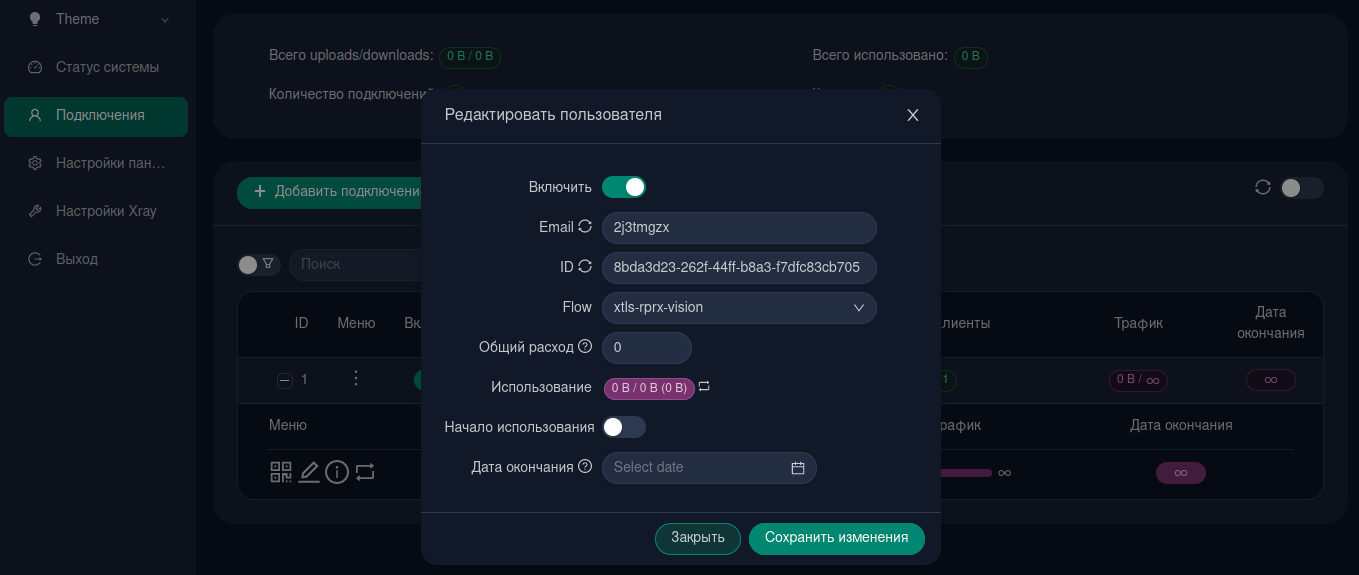 Theme
Статус системы
Подключения
Настройки пан...
Настройки Xray
Выход
Всего uploads/downloads: 0 B / 0 B
Всего использовано: 0 B
Количество подключений
Редактировать пользователя
Добавить подключение
Включить
Email 2j3tmgzx
ID 8bda3d23-262f-44ff-b8a3-f7dfc83cb705
Flow xtls-rprx-vision
Общий расход 0
Использование 0 B / 0 B (0 B)
Начало использования
Дата окончания Select date
Закрыть
Сохранить изменения
Поиск
ID
Меню
Трафик
Дата
окончания
1
1
0 B / ∞
∞
Меню
Дата окончания
∞
∞